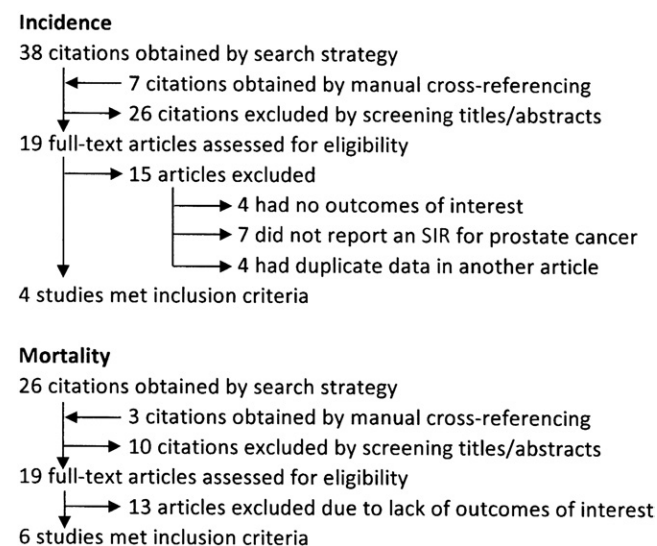 Incidence
38 citations obtained by search strategy
7 citations obtained by manual cross-referencing
26 citations excluded by screening titles/abstracts
19 full-text articles assessed for eligibility
15 articles excluded
4 had no outcomes of interest
7 did not report an SIR for prostate cancer
4 had duplicate data in another article
4 studies met inclusion criteria
Mortality
26 citations obtained by search strategy
3 citations obtained by manual cross-referencing
10 citations excluded by screening titles/abstracts
19 full-text articles assessed for eligibility
13 articles excluded due to lack of outcomes of interest
6 studies met inclusion criteria